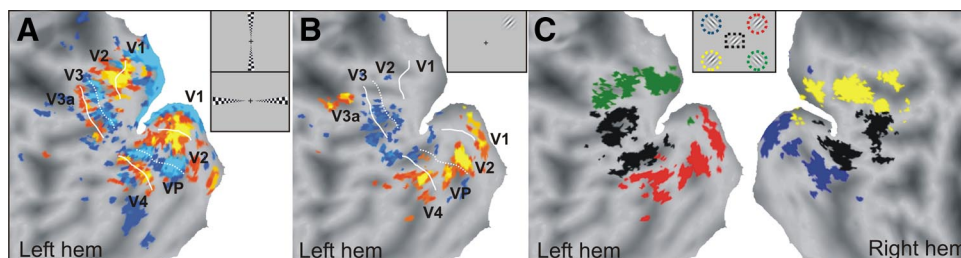 A
V2
V1
V3
V3a
V1
V2
VP
V4
Left hem
B
V2
V1
V3
V3a
V1
V2
VP
V4
Left hem
C
Left hem
Right hem